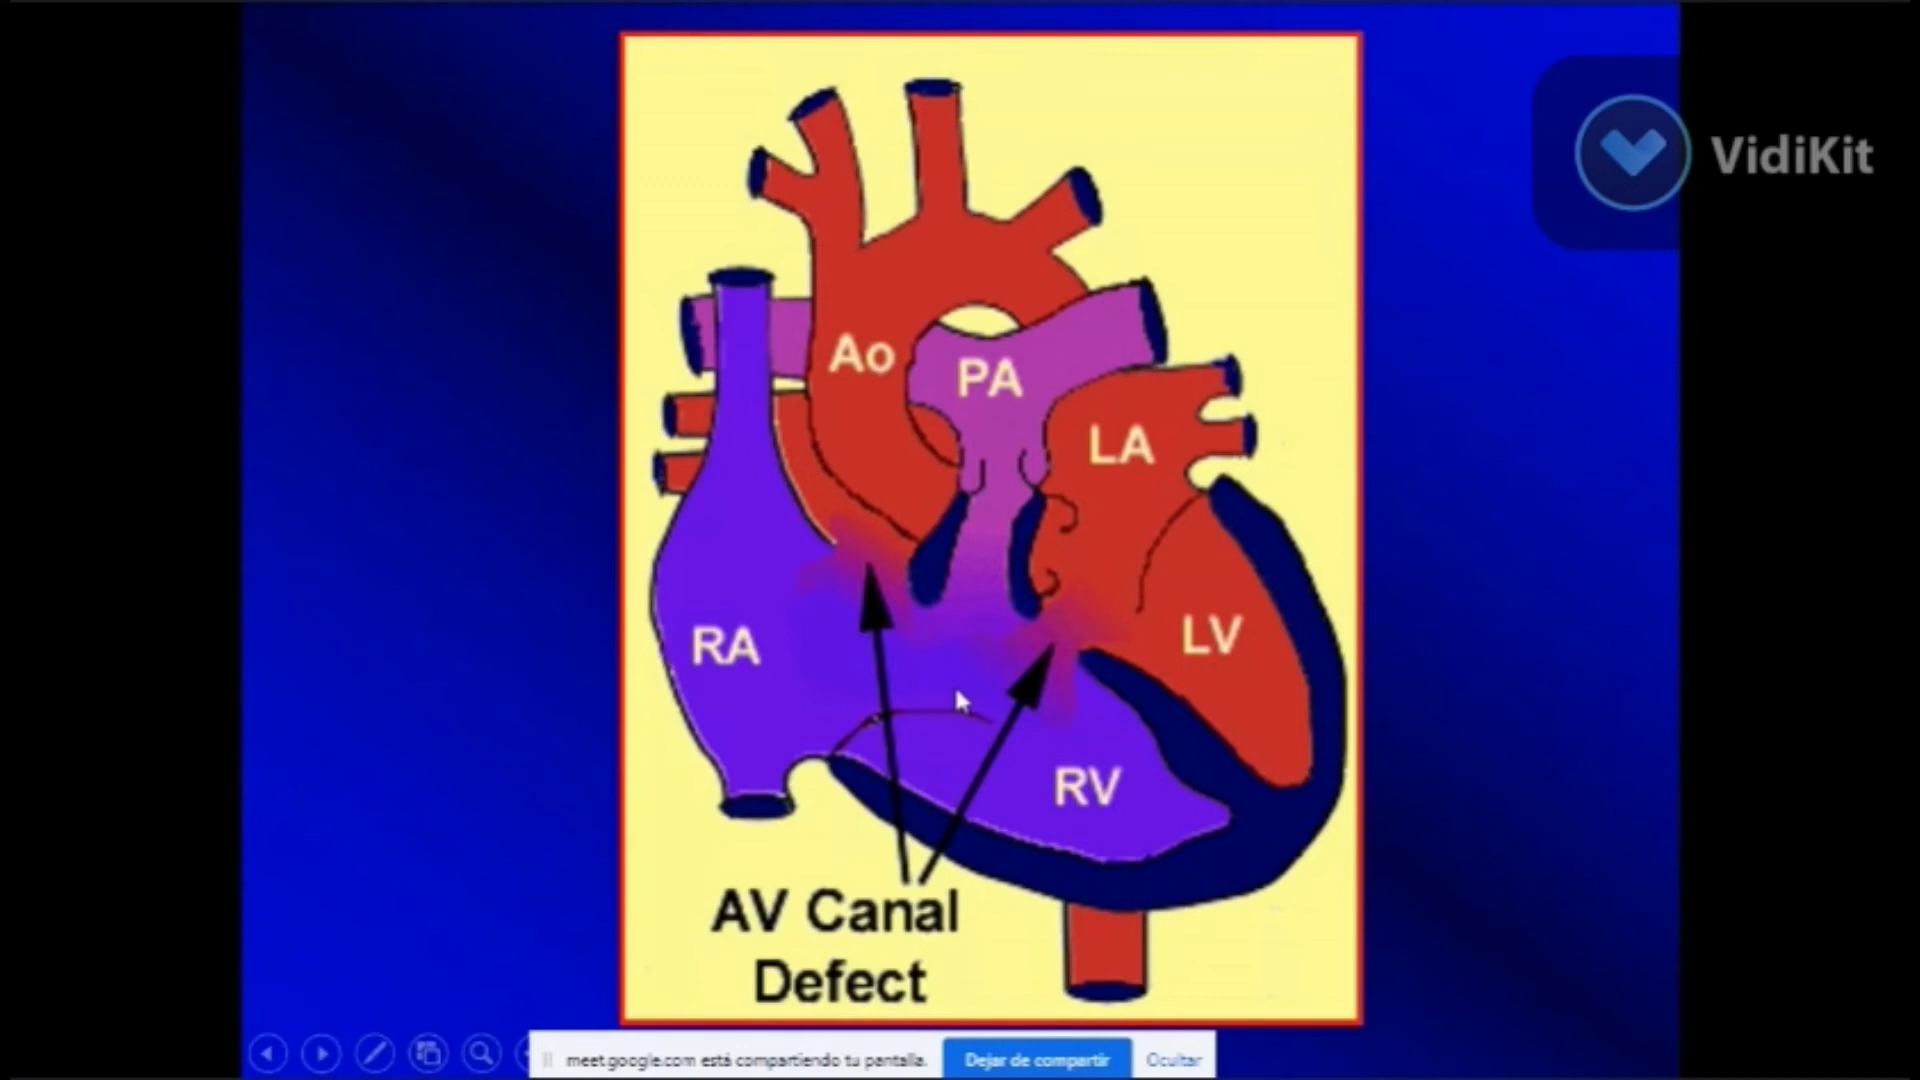 VidiKit
Ao
PA
LA
RA
LV
RV
AV Canal
Defect
meet.google.com está compartiendo tu pantalla.
Dejar de compartir
Ocultar